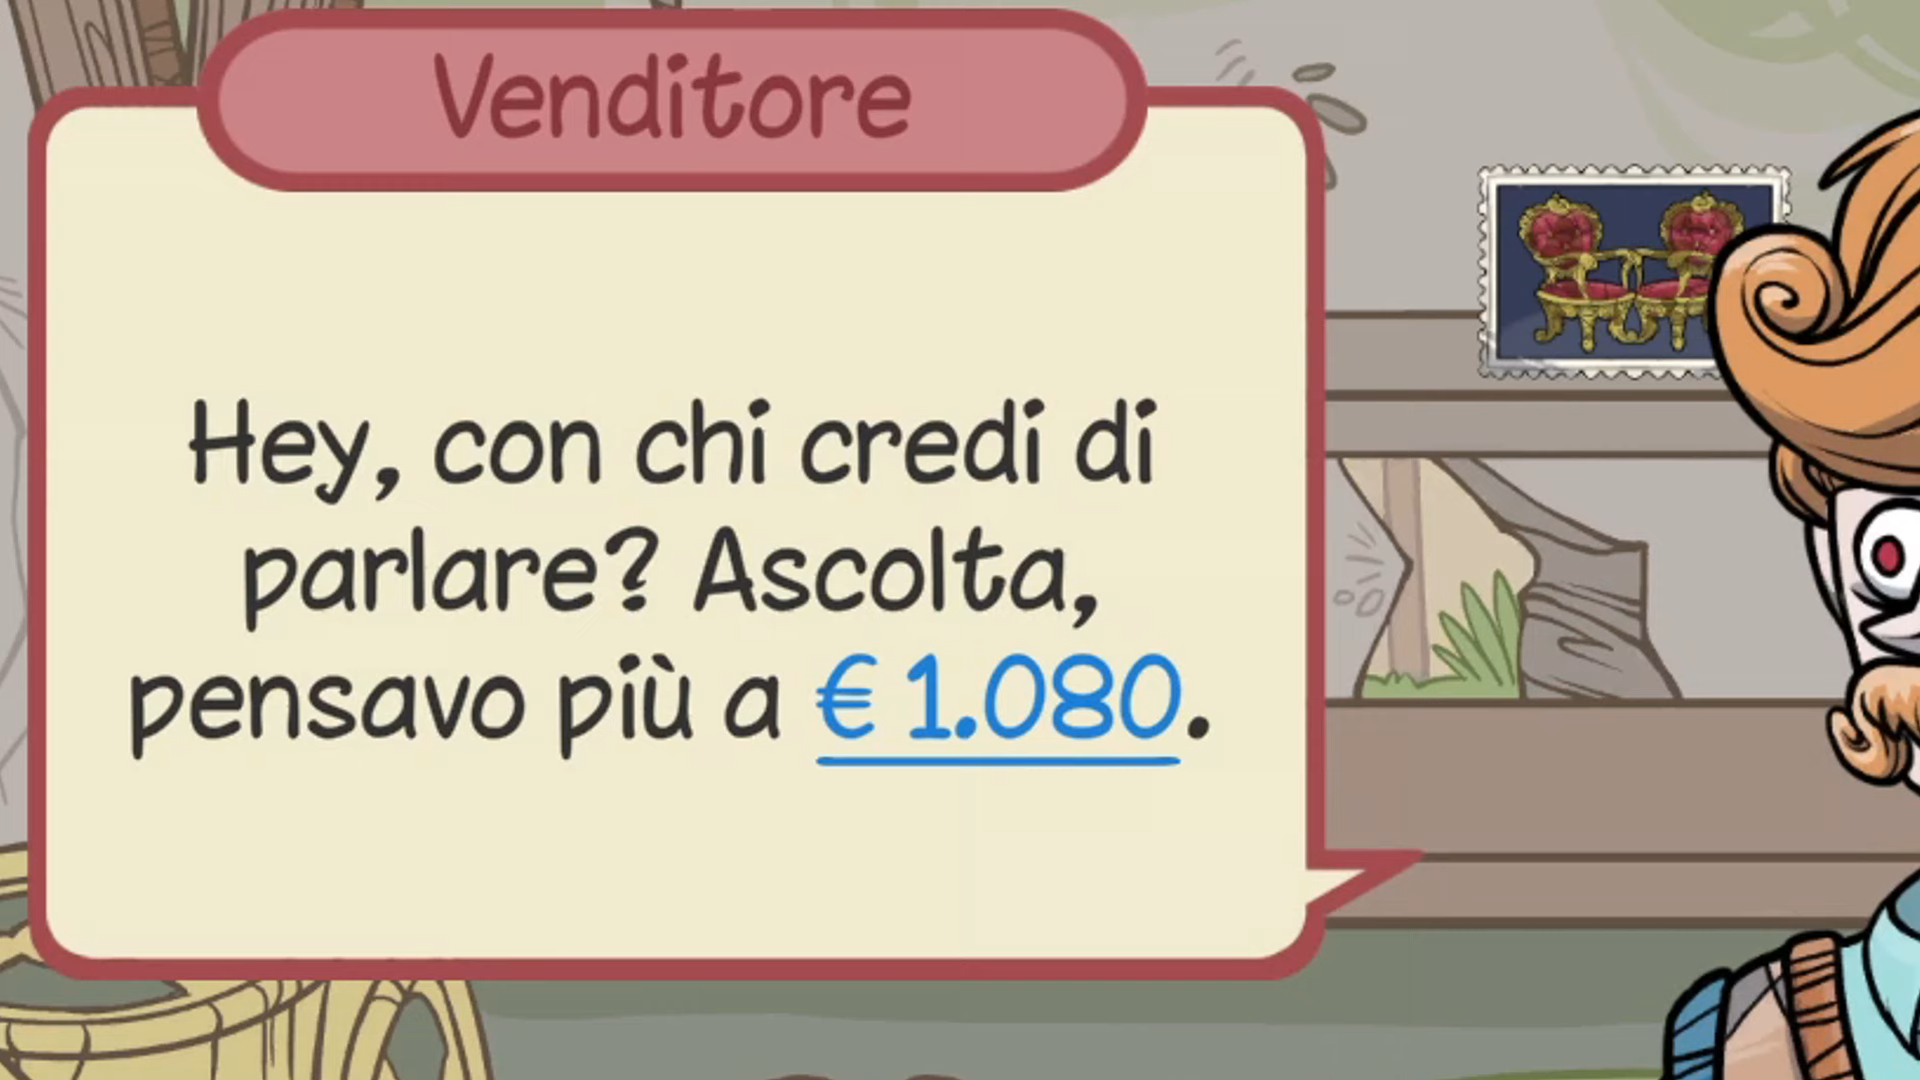 Venditore
Hey, con chi credi di
parlare? Ascolta,
pensavo più a € 1.080.